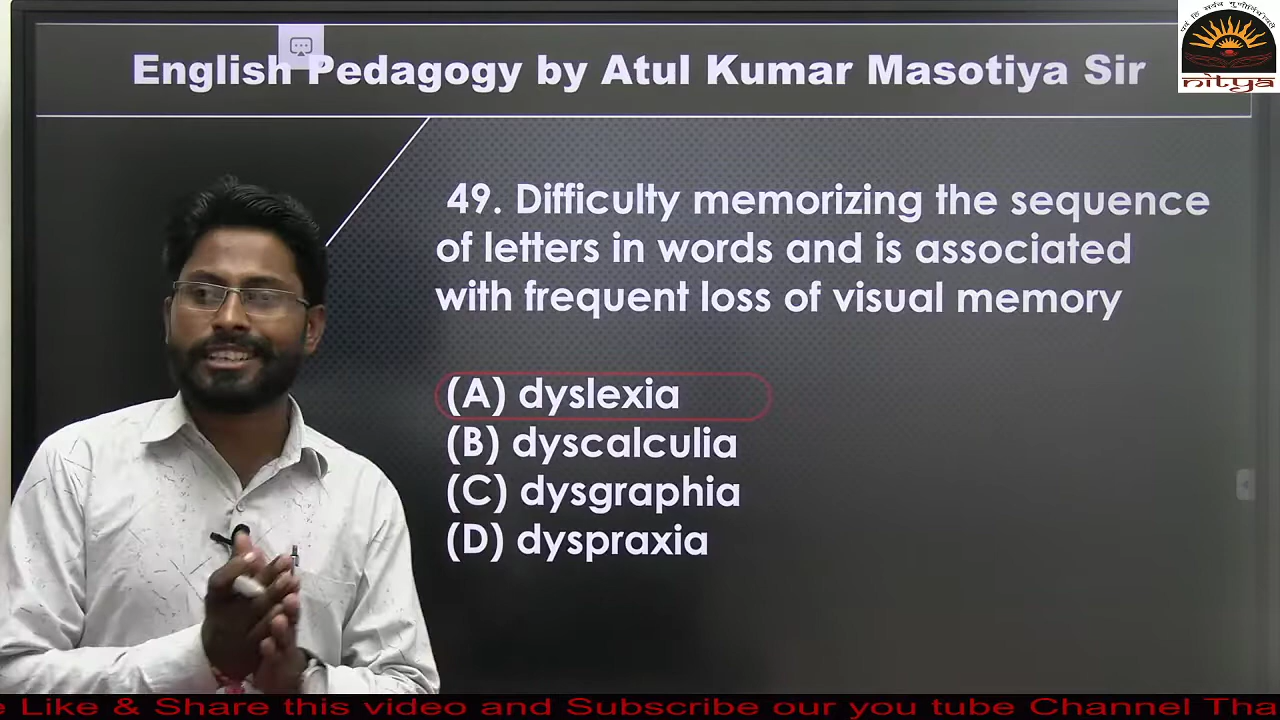 English Pedagogy by Atul Kumar Masotiya Sir
nitya
49. Difficulty memorizing the sequence
of letters in words and is associated
with frequent loss of visual memory
(A) dyslexia
(B) dyscalculia
(C) dysgraphia
(D) dyspraxia
e Like & Share this video and Subscribe our you tube Channel Tha